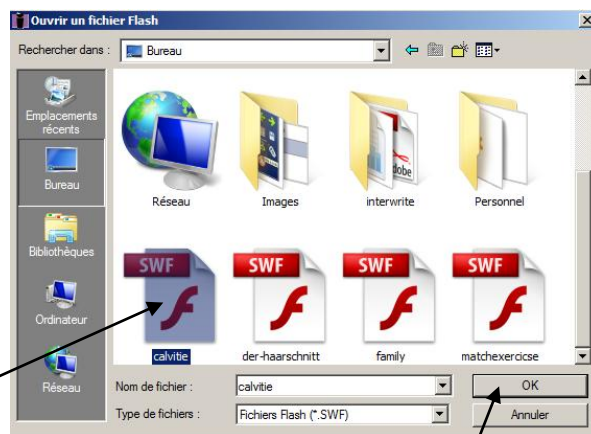 Ouvrir un fichier Flash
Rechercher dans :
Bureau
Emplacements
récents
Bureau
Bibliothèques
Ordinateur
Réseau
Réseau
Images
interwrite
Personnel
Adobe
SWF
SWF
SWF
SWF
calvitie
der-haarschnitt
family
matchexercicse
Nom de fichier :
calvitie
OK
Type de fichiers :
Fichiers Flash (*.SWF)
Annuler